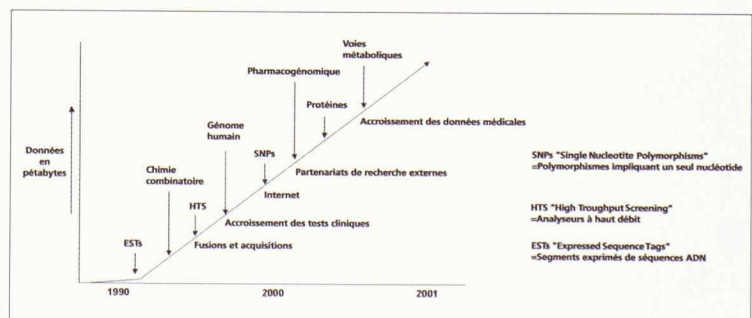 Voies
métaboliques
Pharmacogénomique
Protéines
Génome
humain
Accroissement des données médicales
Données
en
pétabytes
SNPs
Chimie
combinatoire
Partenariats de recherche externes
Internet
HTS
Accroissement des tests cliniques
ESTs
Fusions et acquisitions
1990
2000
2001
SNPs "Single Nucleotite Polymorphisms"
=Polymorphismes impliquant un seul nucléotide
HTS "High Troughput Screening"
=Analyseurs à haut débit
ESTs "Expressed Sequence Tags"
=Segments exprimés de séquences ADN